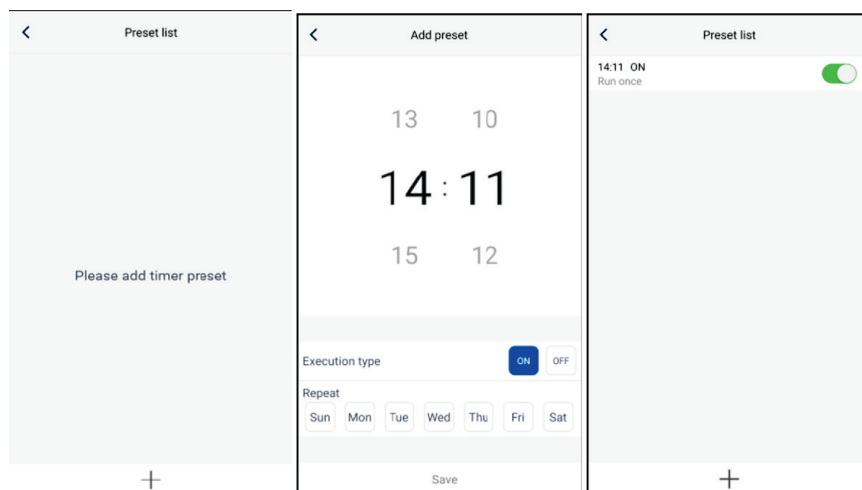 Preset list
Please add timer preset
Add preset
13 10
14 : 11
15 12
Execution type ON OFF
Repeat
Sun Mon Tue Wed Thu Fri Sat
Save
Preset list
14:11 ON
Run once